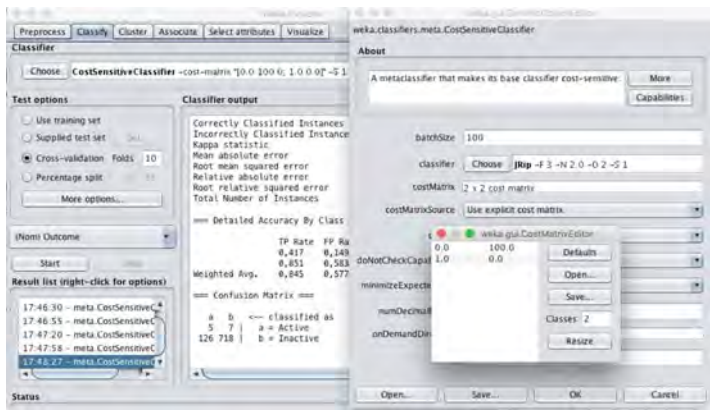 Preprocess Classify Cluster Associate Select attributes Visualize
Classifier
Choose CostSensitiveClassifier -cost-matrix "[0.0 100.0; 1.0 0.0]" -S 1
Test options
Use training set
Supplied test set
Cross-validation Folds 10
Percentage split
More options...
(Nom) Outcome
Start
Result list (right-click for options)
17:46:30 - meta.CostSensitiveC
17:46:55 - meta.CostSensitiveC
17:47:20 - meta.CostSensitiveC
17:47:58 - meta.CostSensitiveC
17:48:27 - meta.CostSensitiveC
Status
Classifier output
Correctly Classified Instances
Incorrectly Classified Instance
Kappa statistic
Mean absolute error
Root mean squared error
Relative absolute error
Root relative squared error
Total Number of Instances
=== Detailed Accuracy By Class
TP Rate FP Ra
0,417 0,149
0,851 0,583
Weighted Avg. 0,845 0,577
=== Confusion Matrix ===
a b <-- classified as
5 7 | a = Active
126 718 | b = Inactive
weka.classifiers.meta.CostSensitiveClassifier
About
A metaclassifier that makes its base classifier cost-sensitive.
More
Capabilities
batchSize 100
classifier Choose JRip -F 3 -N 2.0 -O 2 -S 1
costMatrix 2 x 2 cost matrix
costMatrixSource Use explicit cost matrix
doNotCheckCapa
minimizeExpecte
numDecimal
onDemandDire
weka.gui.CostMatrixEditor
0.0 100.0
1.0 0.0
Defaults
Open...
Save...
Classes: 2
Resize
Open... Save... OK Cancel